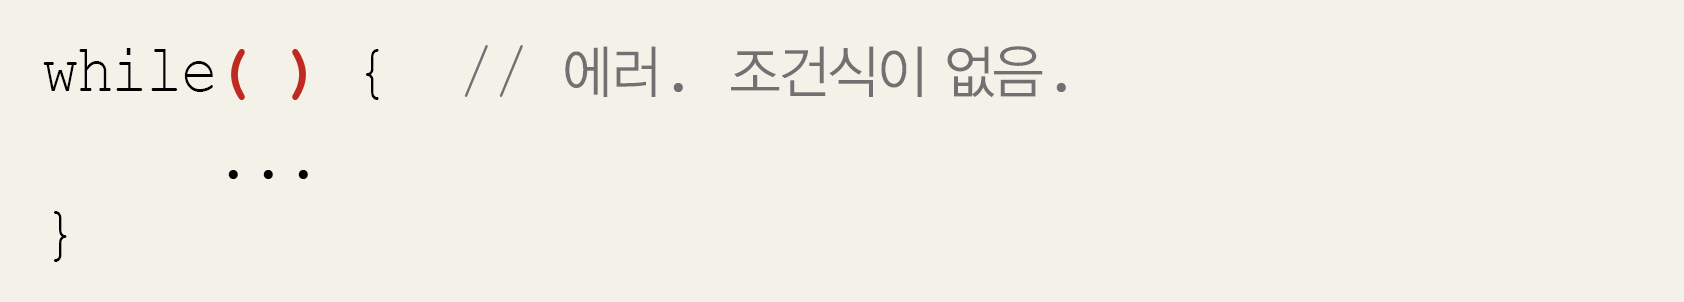 while( ) {  // 에러. 조건식이 없음.
     ...
}